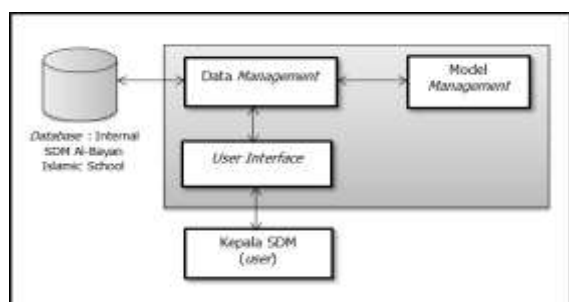 Data Management
Model
Management
Database : Internal
SDM Al-Bayan
Islamic School
User Interface
Kepala SDM
(user)